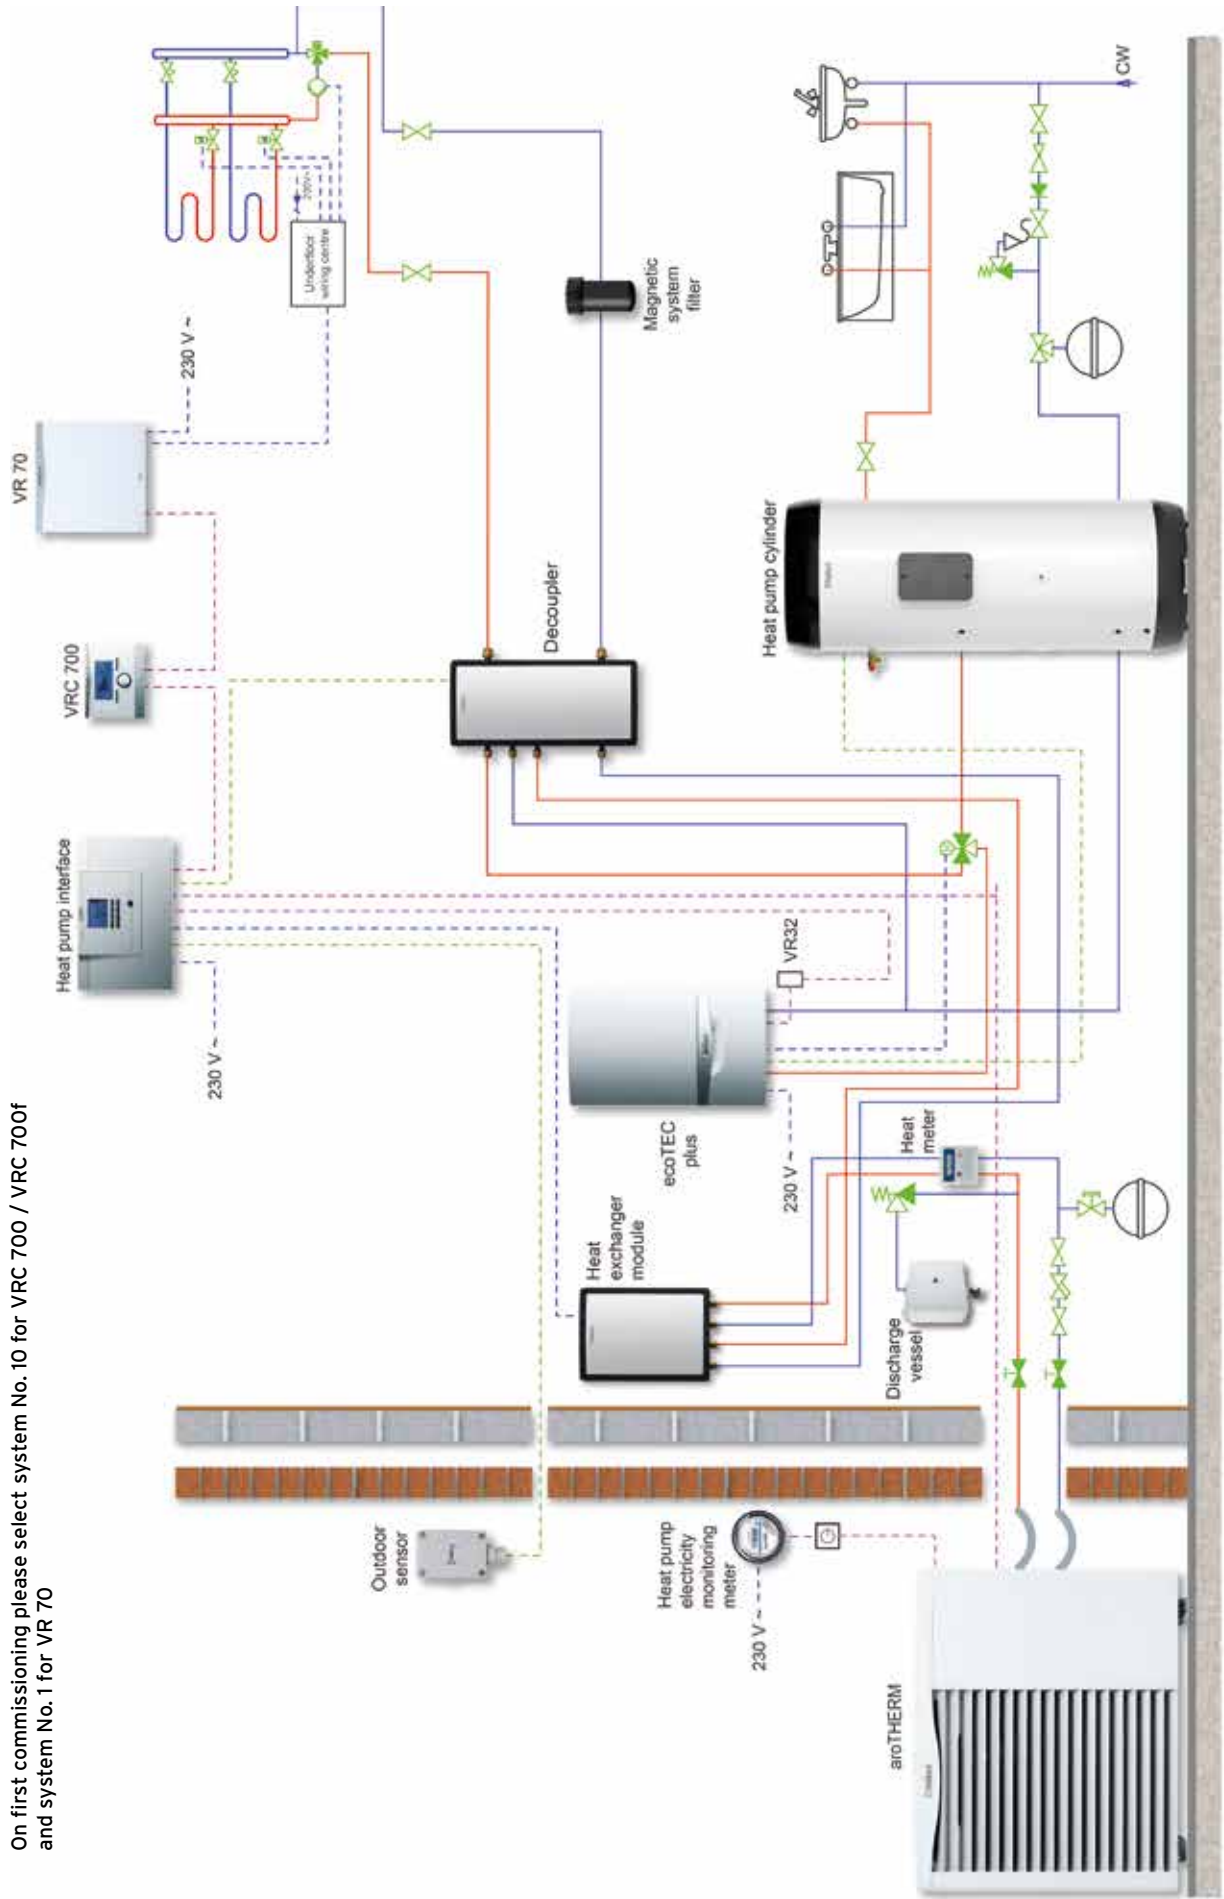 On first commissioning please select system No. 10 for VRC 700 / VRC 700f
and system No. 1 for VR 70
Heat pump interface
VRC 700
VR 70
230 V ~
230 V ~
Underfloor
wiring centre
230V~
Outdoor
sensor
Heat
exchanger
module
ecoTEC
plus
VR32
230 V ~
Decoupler
Magnetic
system
filter
Heat pump
electricity
monitoring
meter
230 V ~
Discharge
vessel
Heat
meter
Heat pump cylinder
aroTHERM
CW